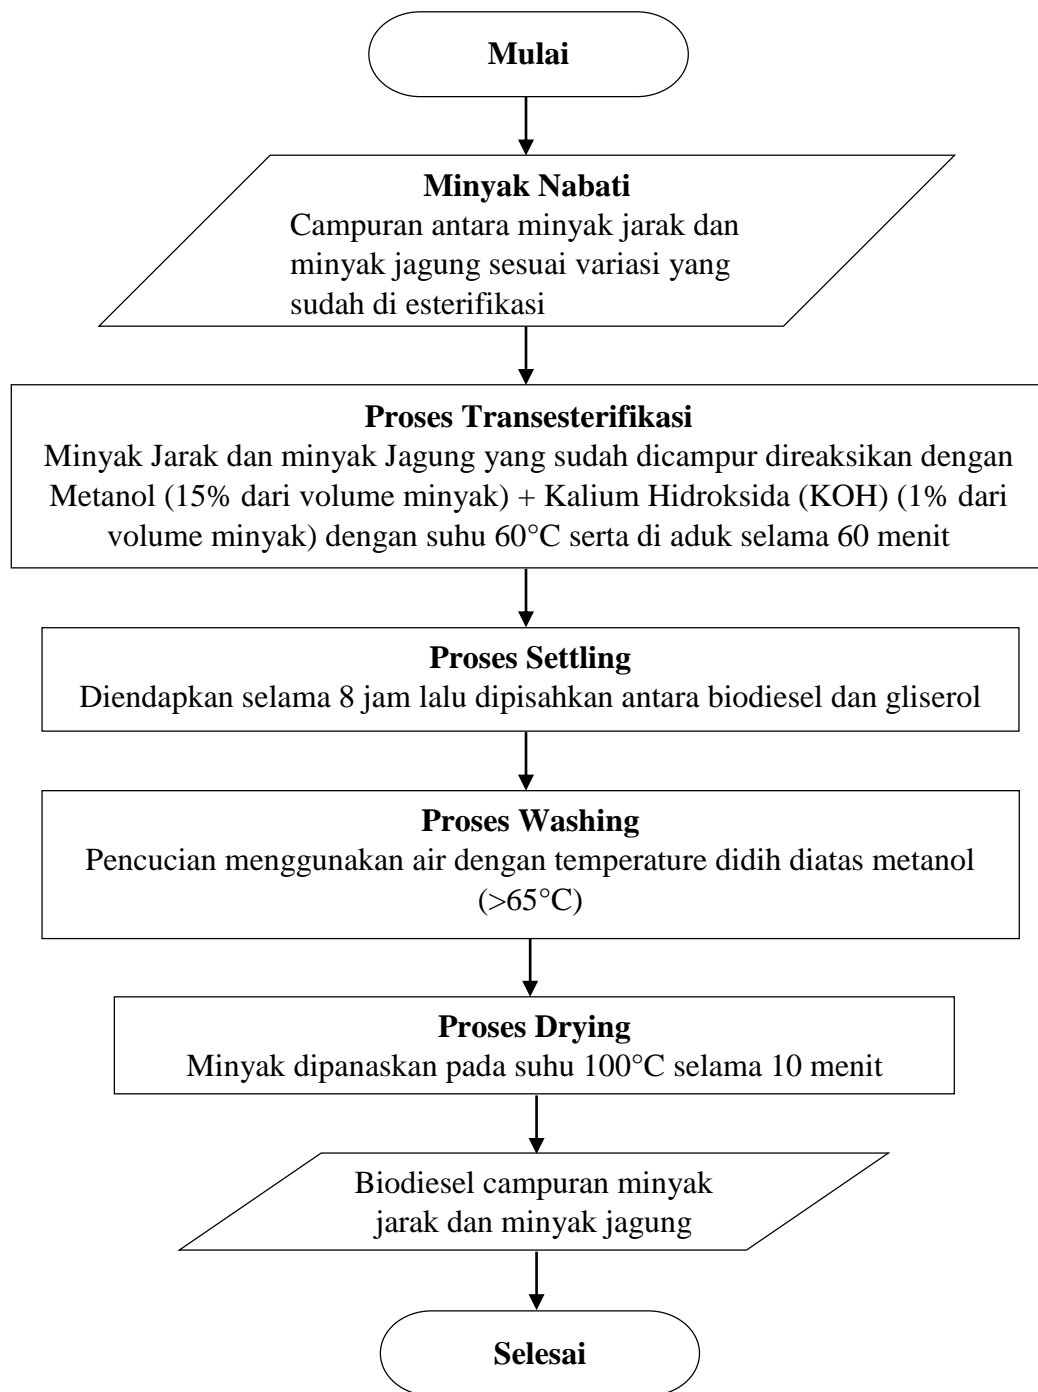 Mulai
Minyak Nabati
Campuran antara minyak jarak dan
minyak jagung sesuai variasi yang
sudah di esterifikasi
Proses Transesterifikasi
Minyak Jarak dan minyak Jagung yang sudah dicampur direaksikan dengan
Metanol (15% dari volume minyak) + Kalium Hidroksida (KOH) (1% dari
volume minyak) dengan suhu 60°C serta di aduk selama 60 menit
Proses Settling
Diendapkan selama 8 jam lalu dipisahkan antara biodiesel dan gliserol
Proses Washing
Pencucian menggunakan air dengan temperature didih diatas metanol
(>65°C)
Proses Drying
Minyak dipanaskan pada suhu 100°C selama 10 menit
Biodiesel campuran minyak
jarak dan minyak jagung
Selesai